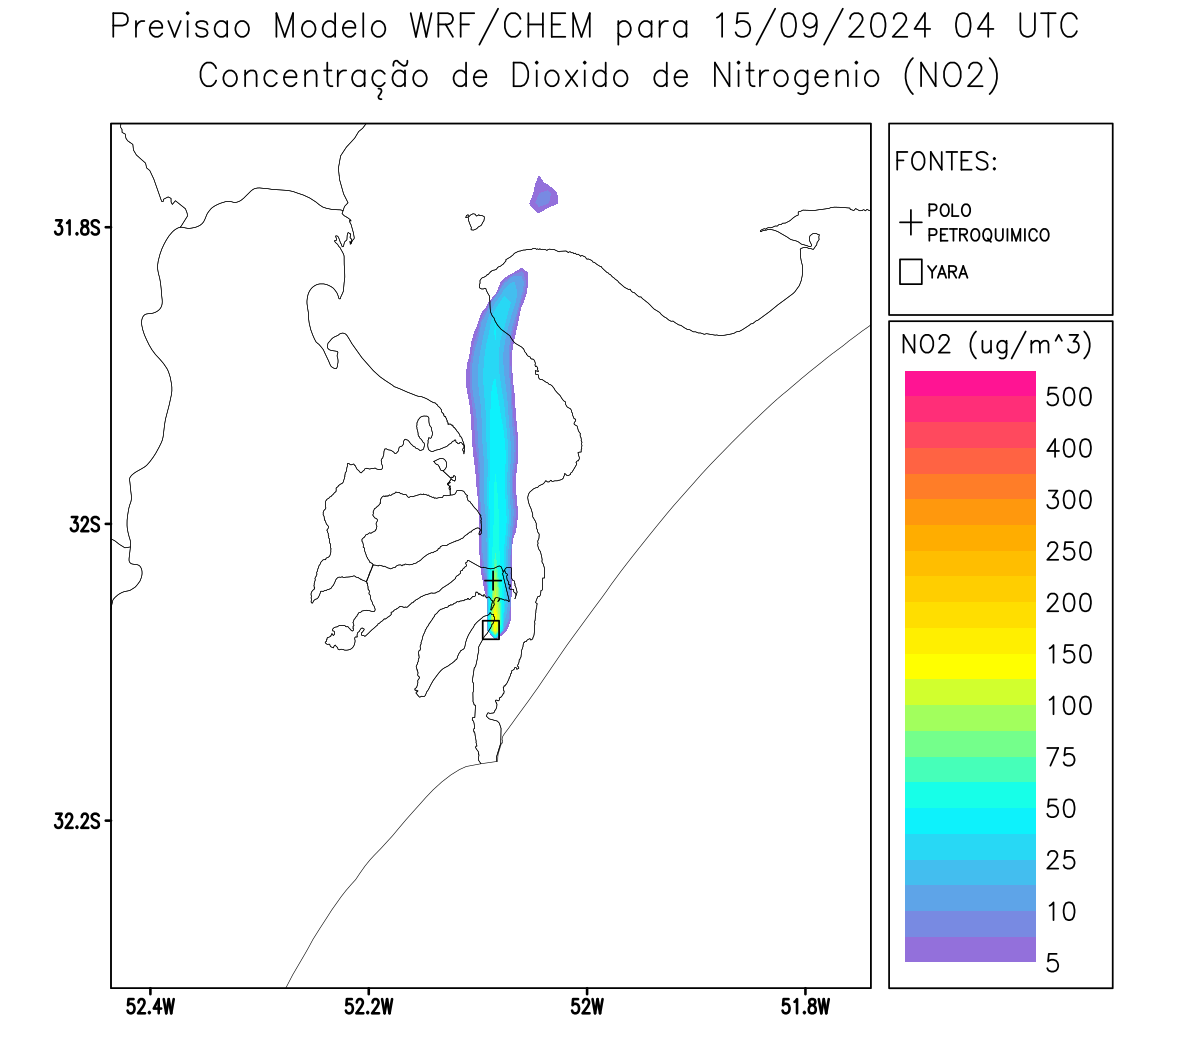 Previsao Modelo WRF/CHEM para 15/09/2024 04 UTC
Concentração de Dioxido de Nitrogenio (NO2)
FONTES:
POLO
PETROQUIMICO
YARA
NO2 (ug/m^3)
500
400
300
250
200
150
100
75
50
25
10
5
31.8S
32S
32.2S
52.4W
52.2W
52W
51.8W